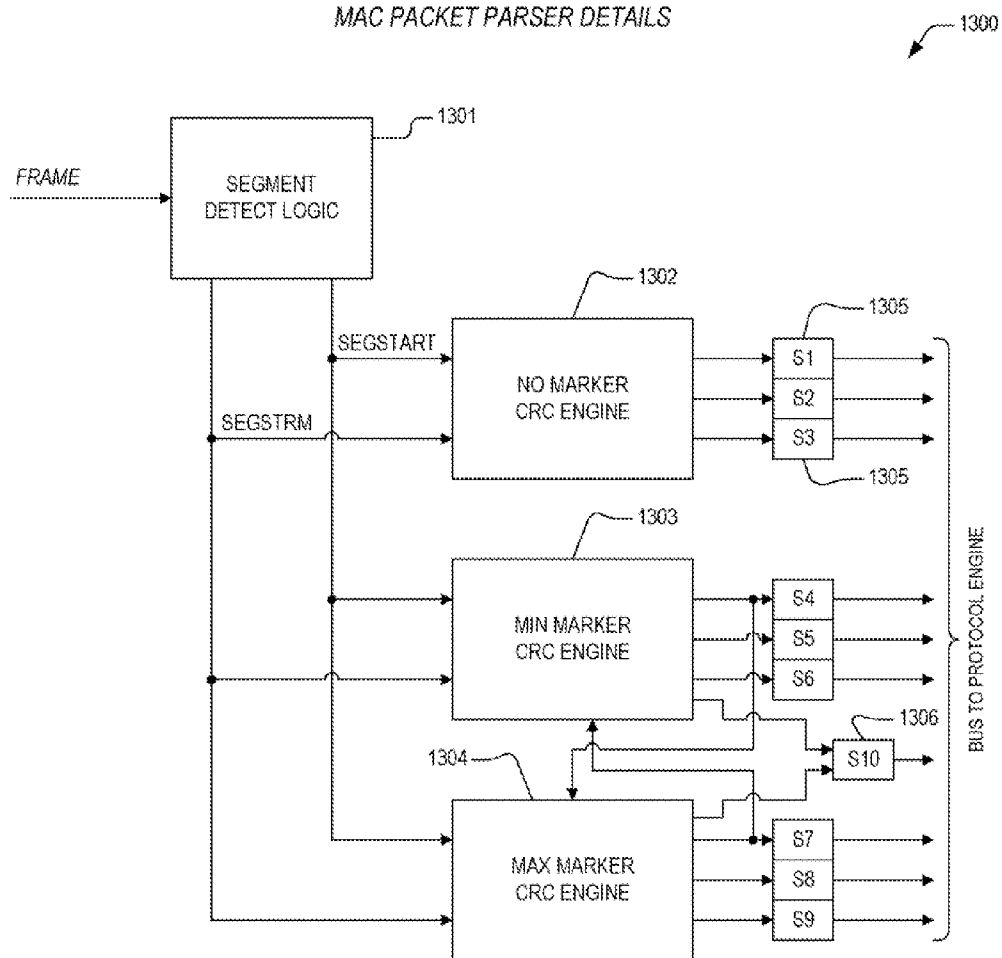 MAC PACKET PARSER DETAILS
1300
1301
FRAME
SEGMENT
DETECT LOGIC
1302
1305
SEGSTART
S1
NO MARKER
CRC ENGINE
S2
SEGSTRM
S3
1305
1303
MIN MARKER
CRC ENGINE
S4
S5
S6
1306
1304
S10
MAX MARKER
CRC ENGINE
S7
S8
S9
BUS TO PROTOCOL ENGINE